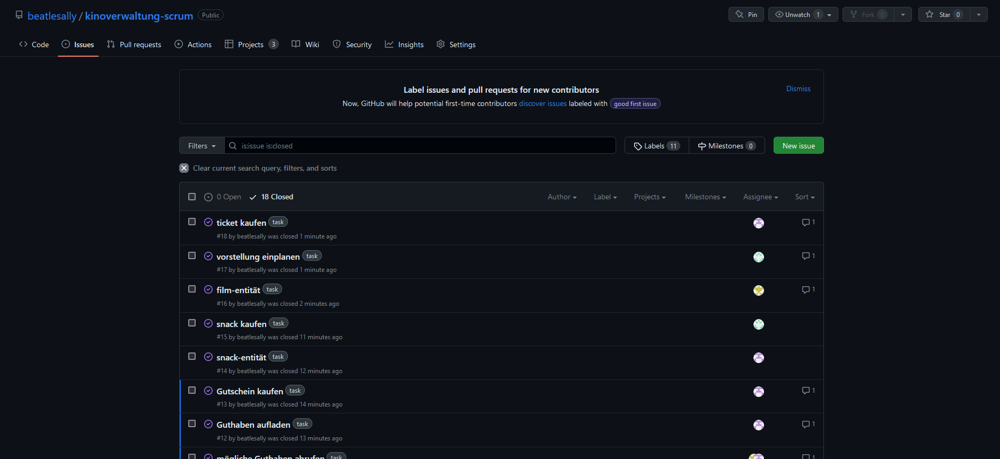 beatlesally / kinoverwaltung-scrum Public
Pin Unwatch 1 Fork 0 Star 0
Code Issues Pull requests Actions Projects 3 Wiki Security Insights Settings
Label issues and pull requests for new contributors
Dismiss
Now, GitHub will help potential first-time contributors discover issues labeled with good first issue
Filters is:issue is:closed Labels 11 Milestones 0 New issue
Clear current search query, filters, and sorts
0 Open 18 Closed Author Label Projects Milestones Assignee Sort
ticket kaufen task 1
#18 by beatlesally was closed 1 minute ago
vorstellung einplanen task 1
#17 by beatlesally was closed 1 minute ago
film-entität task 1
#16 by beatlesally was closed 2 minutes ago
snack kaufen task
#15 by beatlesally was closed 11 minutes ago
snack-entität task
#14 by beatlesally was closed 12 minutes ago
Gutschein kaufen task 1
#13 by beatlesally was closed 14 minutes ago
Guthaben aufladen task 1
#12 by beatlesally was closed 13 minutes ago
mögliche Guthaben abrufen task 1